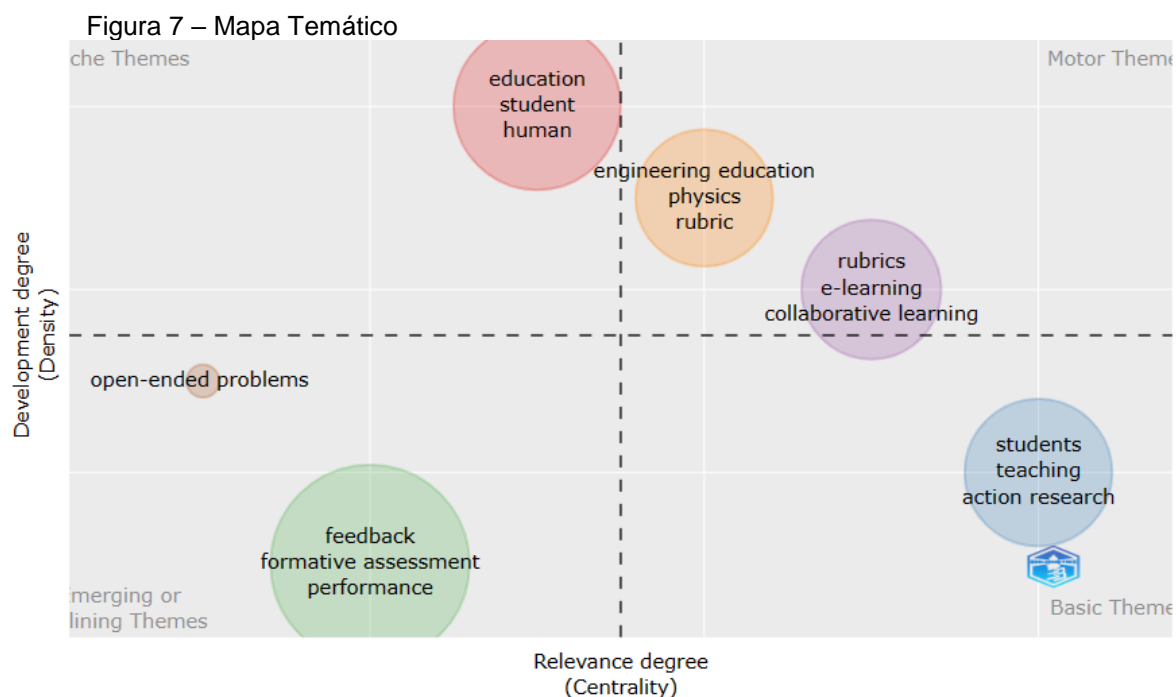 Figura 7 – Mapa Temático
che Themes
Motor Theme
education
student
human
engineering education
physics
rubric
rubrics
e-learning
collaborative learning
Development degree
(Density)
open-ended problems
students
teaching
action research
feedback
formative assessment
performance
merging or
lining Themes
Basic Theme
Relevance degree
(Centrality)